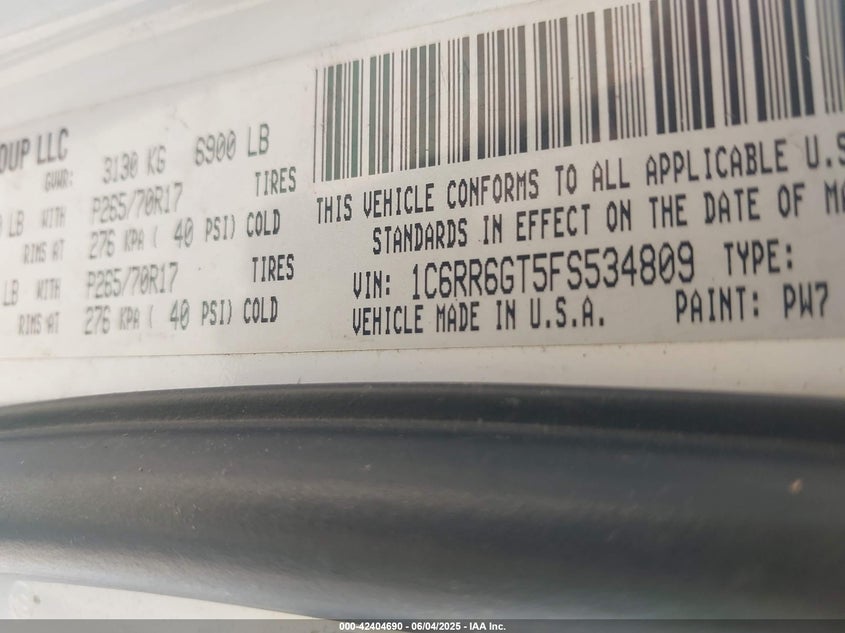 OUP LLC
GVWR: 3130 KG 6900 LB
LB WITH P265/70R17 TIRES
RIMS AT 276 KPA ( 40 PSI) COLD
LB WITH P265/70R17 TIRES
RIMS AT 276 KPA ( 40 PSI) COLD
THIS VEHICLE CONFORMS TO ALL APPLICABLE U.S
STANDARDS IN EFFECT ON THE DATE OF MA
VIN: 1C6RR6GT5FS534809 TYPE:
VEHICLE MADE IN U.S.A. PAINT: PW7
000-42404690 - 06/04/2025 - IAA Inc.